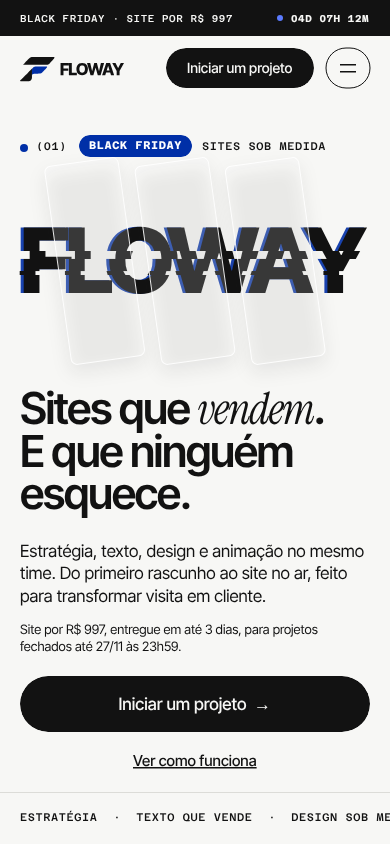 BLACK FRIDAY · SITE POR R$ 997
04D 07H 12M
FLOWAY
Iniciar um projeto
(01) BLACK FRIDAY SITES SOB MEDIDA
FLOWAY
Sites que vendem.
E que ninguém
esquece.
Estratégia, texto, design e animação no mesmo
time. Do primeiro rascunho ao site no ar, feito
para transformar visita em cliente.
Site por R$ 997, entregue em até 3 dias, para projetos
fechados até 27/11 às 23h59.
Iniciar um projeto →
Ver como funciona
ESTRATÉGIA · TEXTO QUE VENDE · DESIGN SOB ME